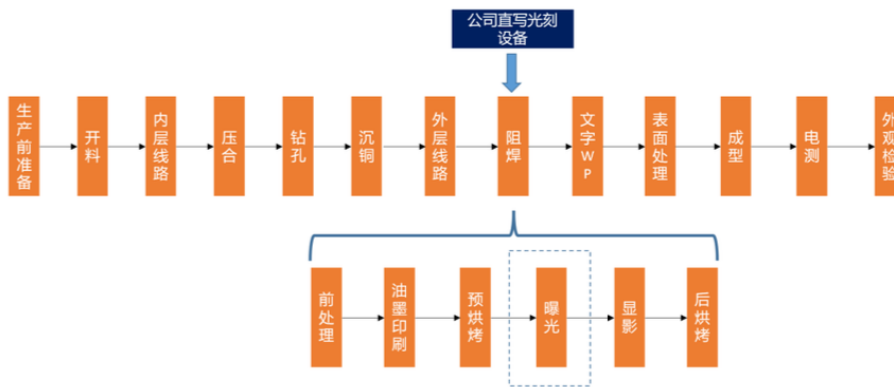 公司直写光刻
设备
生产前准备
开料
内层线路
压合
钻孔
沉铜
外层线路
阻焊
文字WP
表面处理
成型
电测
外观检验
前处理
油墨印刷
预烘烤
曝光
显影
后烘烤